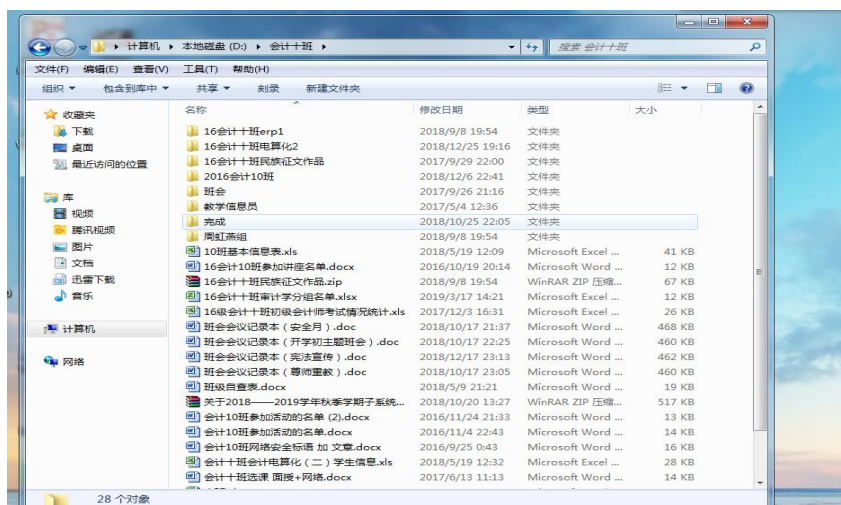 计算机 ▸ 本地磁盘 (D:) ▸ 会计十班 ▸
搜索 会计十班
文件(F) 编辑(E) 查看(V) 工具(T) 帮助(H)
组织 包含到库中 共享 刻录 新建文件夹
收藏夹
下载
桌面
最近访问的位置
库
视频
腾讯视频
图片
文档
迅雷下载
音乐
计算机
网络
名称 修改日期 类型 大小
16会计十班erp1 2018/9/8 19:54 文件夹
16会计十班电算化2 2018/12/25 19:16 文件夹
16会计十班民族征文作品 2017/9/29 22:00 文件夹
2016会计10班 2018/12/6 22:41 文件夹
班会 2017/9/26 21:16 文件夹
教学信息员 2017/5/4 12:36 文件夹
完成 2018/10/25 22:05 文件夹
周虹燕组 2018/9/8 19:54 文件夹
10班基本信息表.xls 2018/5/19 12:09 Microsoft Excel ... 41 KB
16会计10班参加讲座名单.docx 2016/10/19 20:14 Microsoft Word ... 12 KB
16会计十班民族征文作品.zip 2018/9/8 19:54 WinRAR ZIP 压缩... 67 KB
16会计十班审计学分组名单.xlsx 2019/3/17 14:21 Microsoft Excel ... 12 KB
16级会计十班初级会计师考试情况统计.xls 2017/12/3 16:31 Microsoft Excel ... 26 KB
班会会议记录本（安全月）.doc 2018/10/17 21:37 Microsoft Word ... 468 KB
班会会议记录本（开学初主题班会）.doc 2018/10/17 22:25 Microsoft Word ... 460 KB
班会会议记录本（宪法宣传）.doc 2018/12/17 23:13 Microsoft Word ... 462 KB
班会会议记录本（尊师重教）.doc 2018/10/17 23:05 Microsoft Word ... 460 KB
班级自查表.docx 2018/5/9 21:21 Microsoft Word ... 19 KB
关于2018——2019学年秋季学期子系统... 2018/10/20 13:27 WinRAR ZIP 压缩... 517 KB
会计10班参加活动的名单 (2).docx 2016/11/24 21:33 Microsoft Word ... 13 KB
会计10班参加活动的名单.docx 2016/11/4 22:43 Microsoft Word ... 14 KB
会计10班网络安全标语 加 文章.docx 2016/9/25 0:43 Microsoft Word ... 16 KB
会计十班会计电算化（二）学生信息.xls 2018/5/19 12:32 Microsoft Excel ... 28 KB
会计十班选课 面授+网络.docx 2017/6/13 11:13 Microsoft Word ... 14 KB
28 个对象